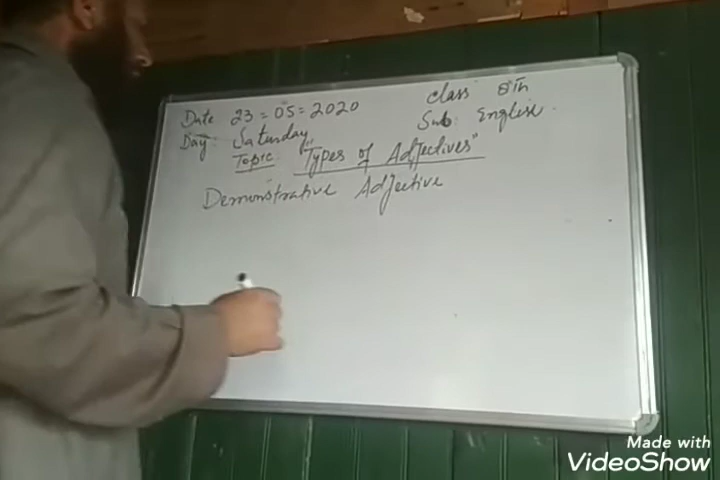 Date 23=05=2020
class 8th
Day Saturday
Sub: English
Topic "Types of Adjectives"
Demonstrative Adjective
Made with
VideoShow